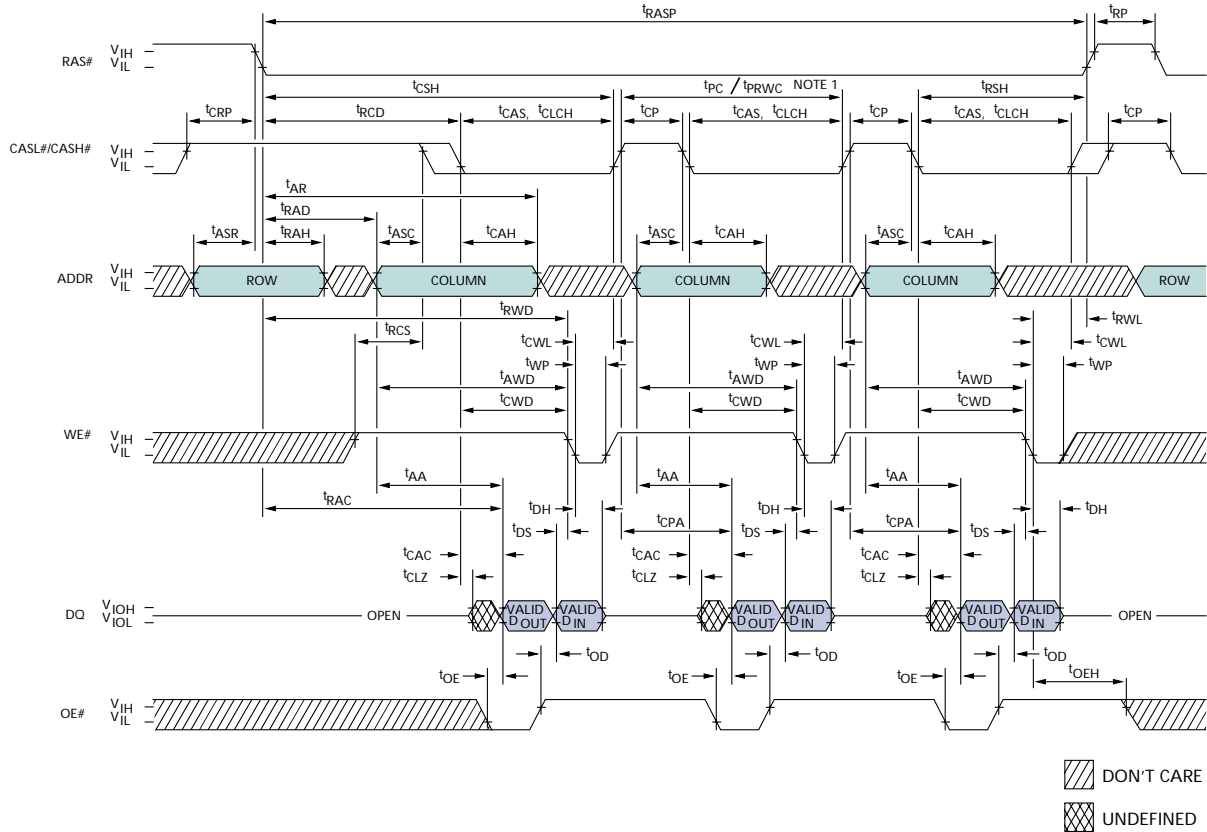 tRASP tRP
RAS# VIH
VIL
tCSH tPC / tPRWC NOTE 1 tRSH
tCRP tRCD tCAS, tCLCH tCP tCAS, tCLCH tCP tCAS, tCLCH tCP
CASL#/CASH# VIH
VIL
tAR
tRAD
tASR tRAH tASC tCAH tASC tCAH tASC tCAH
ADDR VIH
VIL
ROW COLUMN COLUMN COLUMN ROW
tRWD tRWL
tRCS tCWL tCWL tCWL
tWP tWP tWP
tAWD tAWD tAWD
tCWD tCWD tCWD
WE# VIH
VIL
tAA tAA tAA
tRAC tDH tDH tDH
tCPA tCPA
tDS tDS tDS
tCAC tCAC tCAC
tCLZ tCLZ tCLZ
DQ VIOH
VIOL
OPEN VALID DOUT VALID DIN VALID DOUT VALID DIN VALID DOUT VALID DIN OPEN
tOD tOD tOD
tOE tOE tOE tOEH
OE# VIH
VIL
DON'T CARE
UNDEFINED